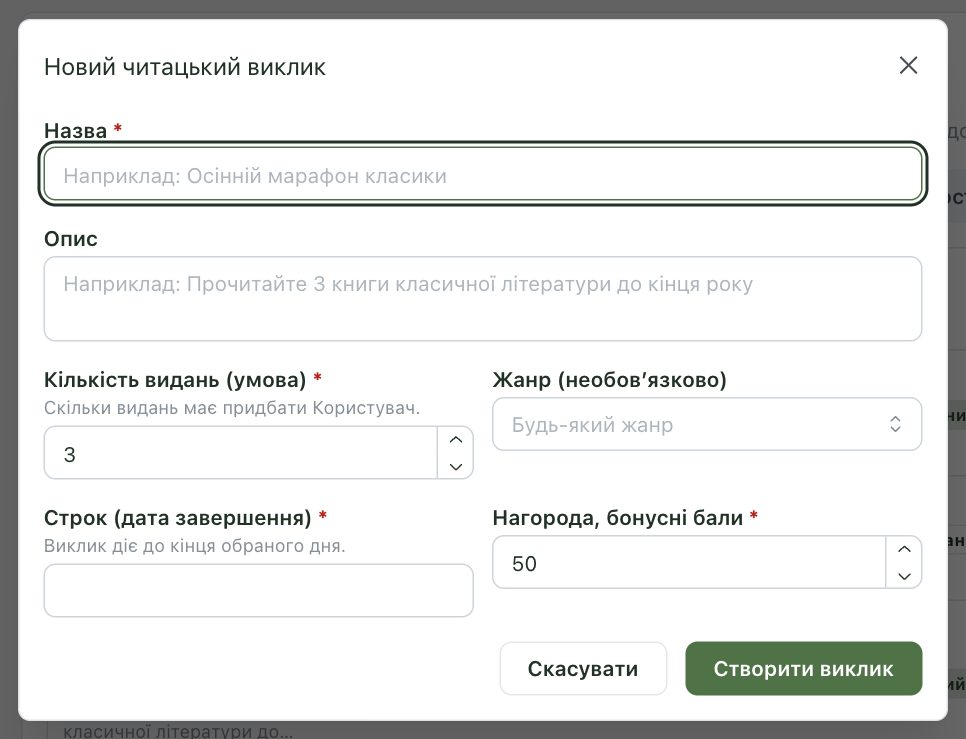 Новий читацький виклик
Назва *
Наприклад: Осінній марафон класики
Опис
Наприклад: Прочитайте 3 книги класичної літератури до кінця року
Кількість видань (умова) *
Скільки видань має придбати Користувач.
3
Жанр (необов’язково)
Будь-який жанр
Строк (дата завершення) *
Виклик діє до кінця обраного дня.
Нагорода, бонусні бали *
50
Скасувати
Створити виклик
класичної літератури до...